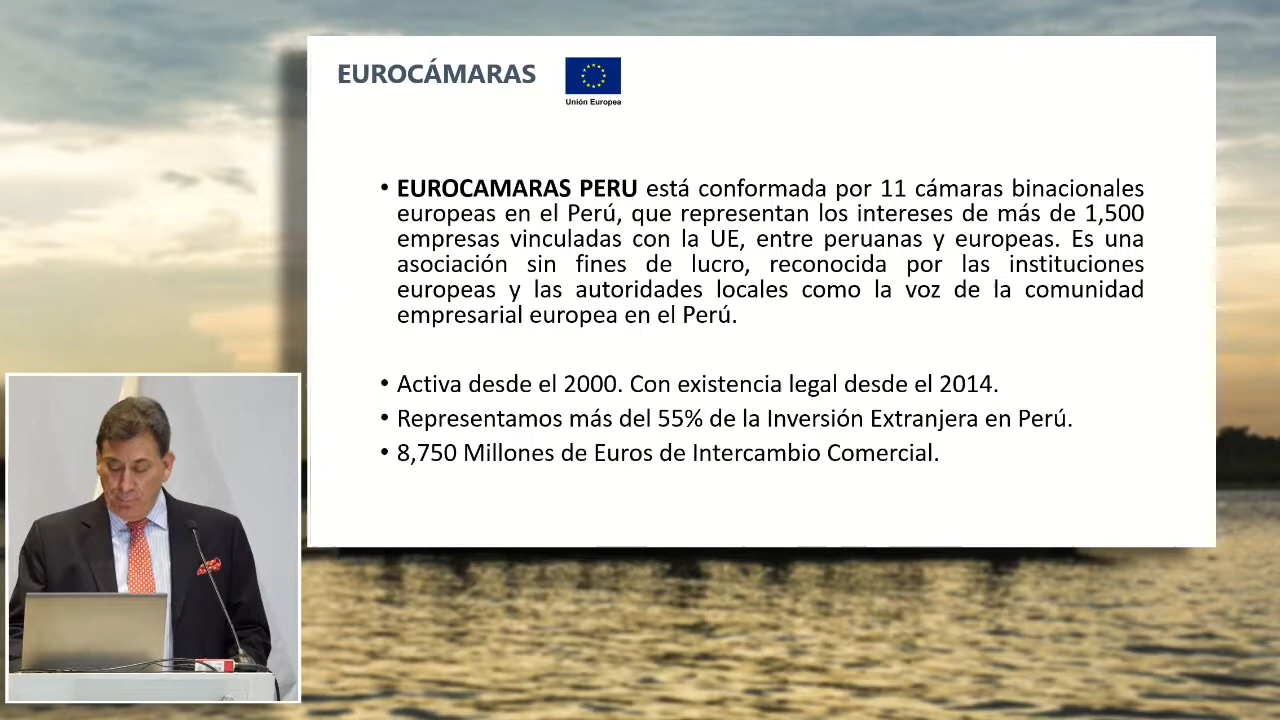 EUROCÁMARAS
Unión Europea
• EUROCAMARAS PERU está conformada por 11 cámaras binacionales
europeas en el Perú, que representan los intereses de más de 1,500
empresas vinculadas con la UE, entre peruanas y europeas. Es una
asociación sin fines de lucro, reconocida por las instituciones
europeas y las autoridades locales como la voz de la comunidad
empresarial europea en el Perú.
• Activa desde el 2000. Con existencia legal desde el 2014.
• Representamos más del 55% de la Inversión Extranjera en Perú.
• 8,750 Millones de Euros de Intercambio Comercial.